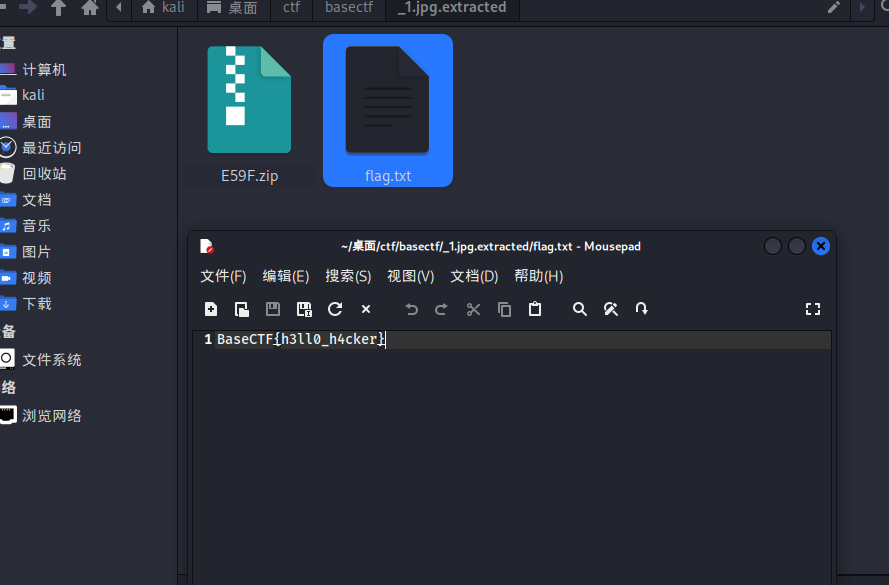 kali
桌面
ctf
basectf
_1.jpg.extracted
置
计算机
kali
桌面
最近访问
回收站
文档
音乐
图片
视频
下载
备
文件系统
络
浏览网络
E59F.zip
flag.txt
~/桌面/ctf/basectf/_1.jpg.extracted/flag.txt - Mousepad
文件(F) 编辑(E) 搜索(S) 视图(V) 文档(D) 帮助(H)
1 BaseCTF{h3ll0_h4cker}